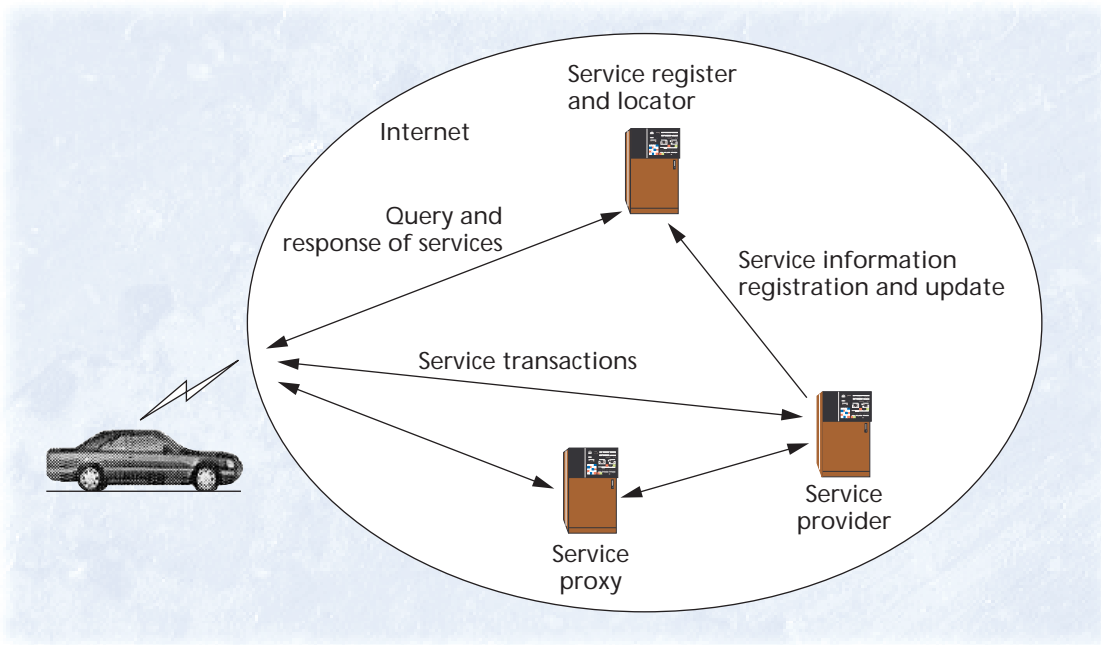 Service register
and locator
Internet
Query and
response of services
Service information
registration and update
Service transactions
Service
provider
Service
proxy